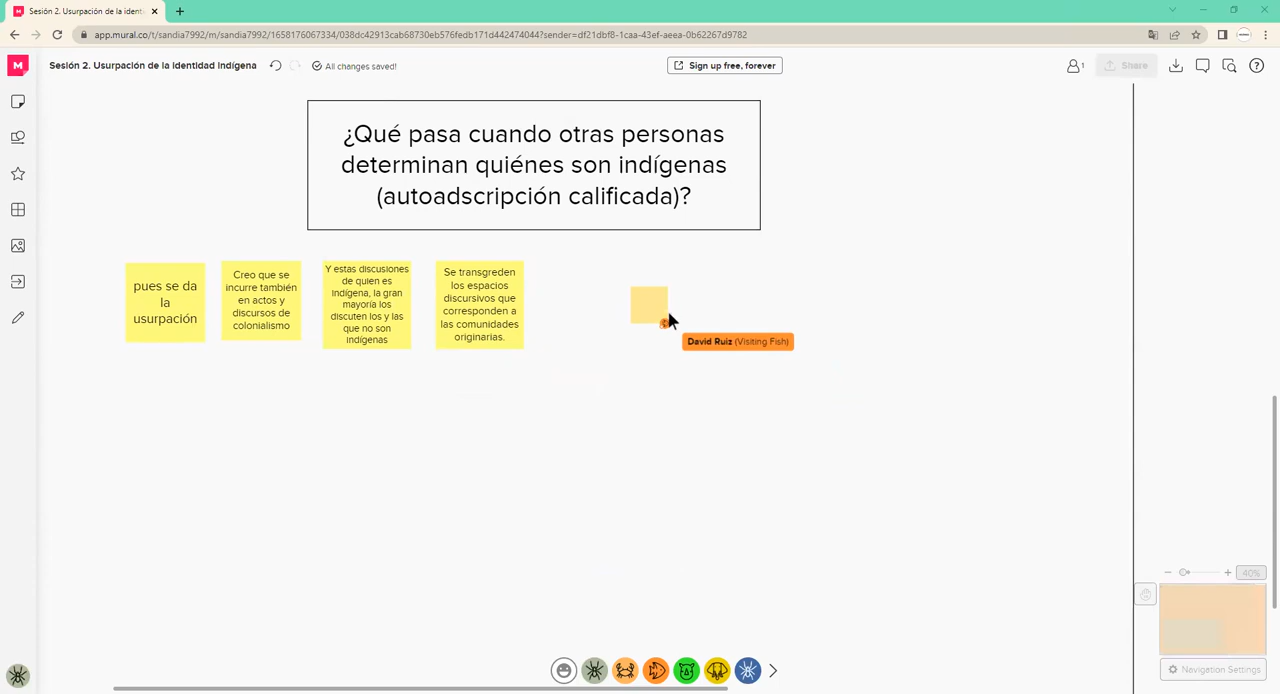 Sesión 2. Usurpación de la ident
app.mural.co/t/sandia7992/m/sandia7992/1658176067334/038dc42913cab68730eb576fedb171d442474044?sender=df21dbf8-1caa-43ef-aeea-0b62267d9782
M
Sesión 2. Usurpación de la identidad indígena
All changes saved!
Sign up free, forever
1
Share
¿Qué pasa cuando otras personas
determinan quiénes son indígenas
(autoadscripción calificada)?
pues se da
la
usurpación
Creo que se
incurre también
en actos y
discursos de
colonialismo
Y estas discusiones
de quien es
indígena, la gran
mayoría los
discuten los y las
que no son
indígenas
Se transgreden
los espacios
discursivos que
corresponden a
las comunidades
originarias.
David Ruiz (Visiting Fish)
40%
Navigation Settings